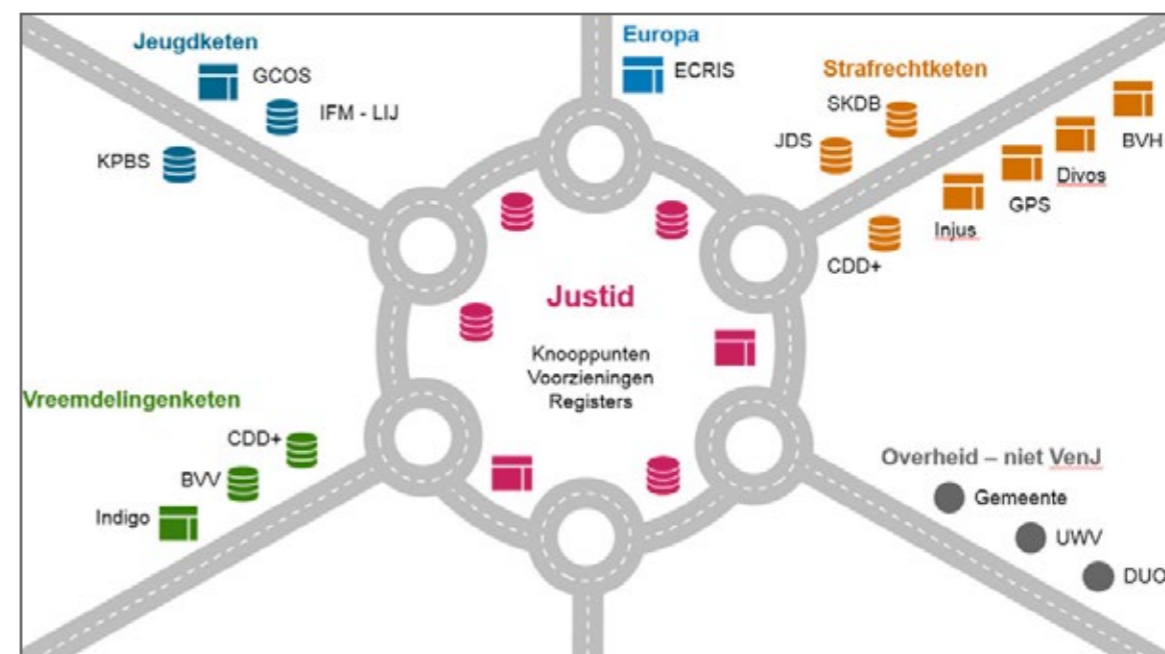 Jeugdketen
GCOS
IFM - LIJ
KPBS
Europa
ECRIS
Strafrechtketen
SKDB
JDS
BVH
Divos
GPS
Injus
CDD+
Justid
Knooppunten
Voorzieningen
Registers
Vreemdelingenketen
CDD+
BVV
Indigo
Overheid – niet VenJ
Gemeente
UWV
DUO